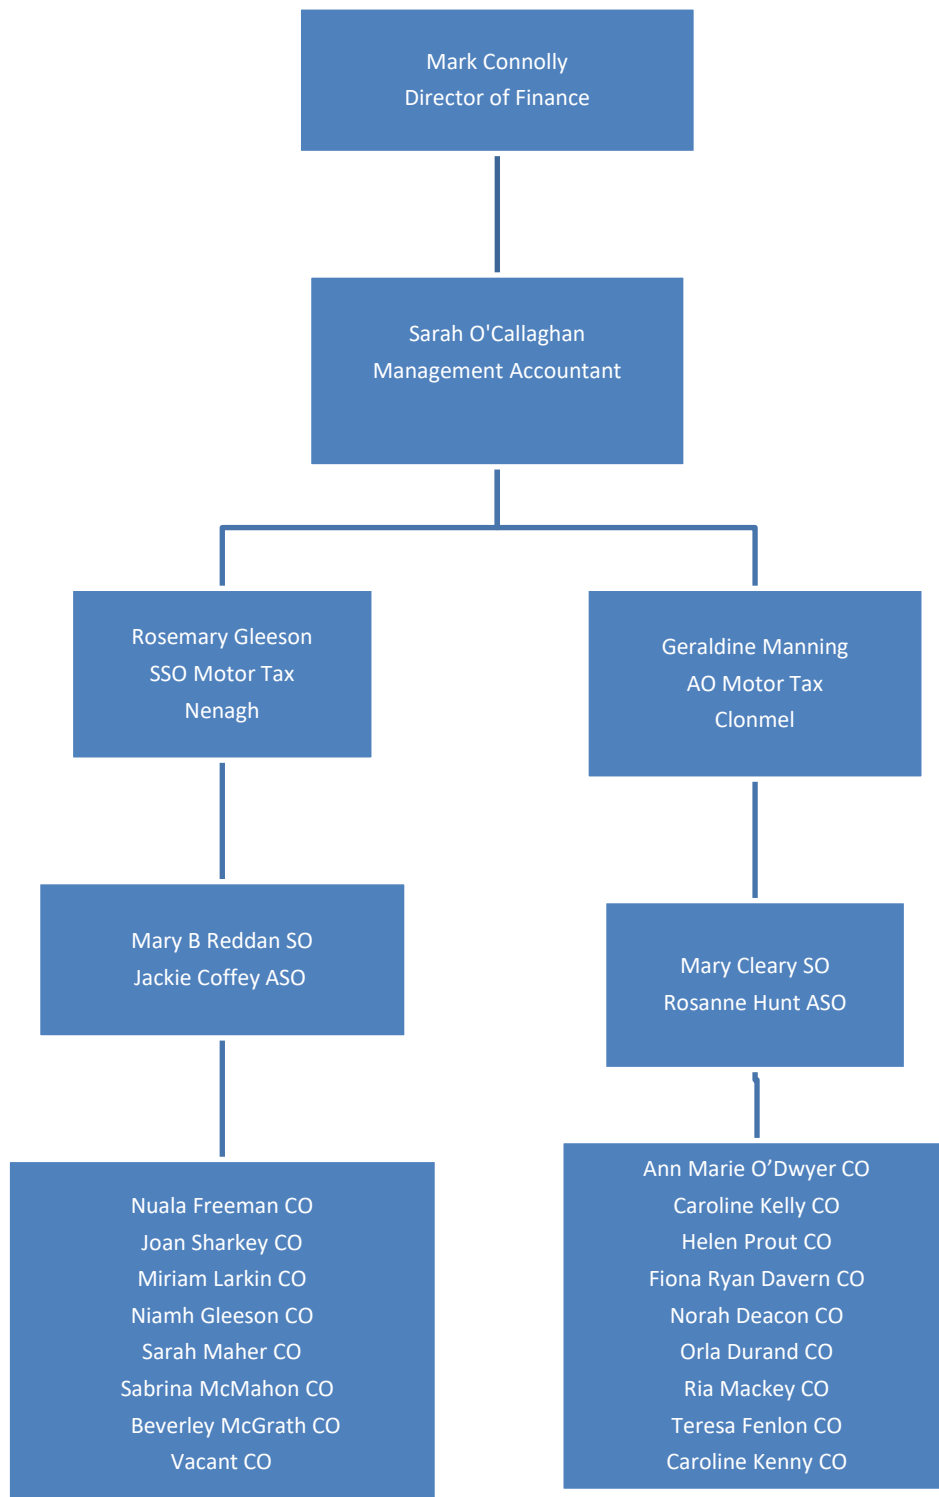 Mark Connolly
Director of Finance
Sarah O'Callaghan
Management Accountant
Rosemary Gleeson
SSO Motor Tax
Nenagh
Geraldine Manning
AO Motor Tax
Clonmel
Mary B Reddan SO
Jackie Coffey ASO
Mary Cleary SO
Rosanne Hunt ASO
Nuala Freeman CO
Joan Sharkey CO
Miriam Larkin CO
Niamh Gleeson CO
Sarah Maher CO
Sabrina McMahon CO
Beverley McGrath CO
Vacant CO
Ann Marie O’Dwyer CO
Caroline Kelly CO
Helen Prout CO
Fiona Ryan Davern CO
Norah Deacon CO
Orla Durand CO
Ria Mackey CO
Teresa Fenlon CO
Caroline Kenny CO